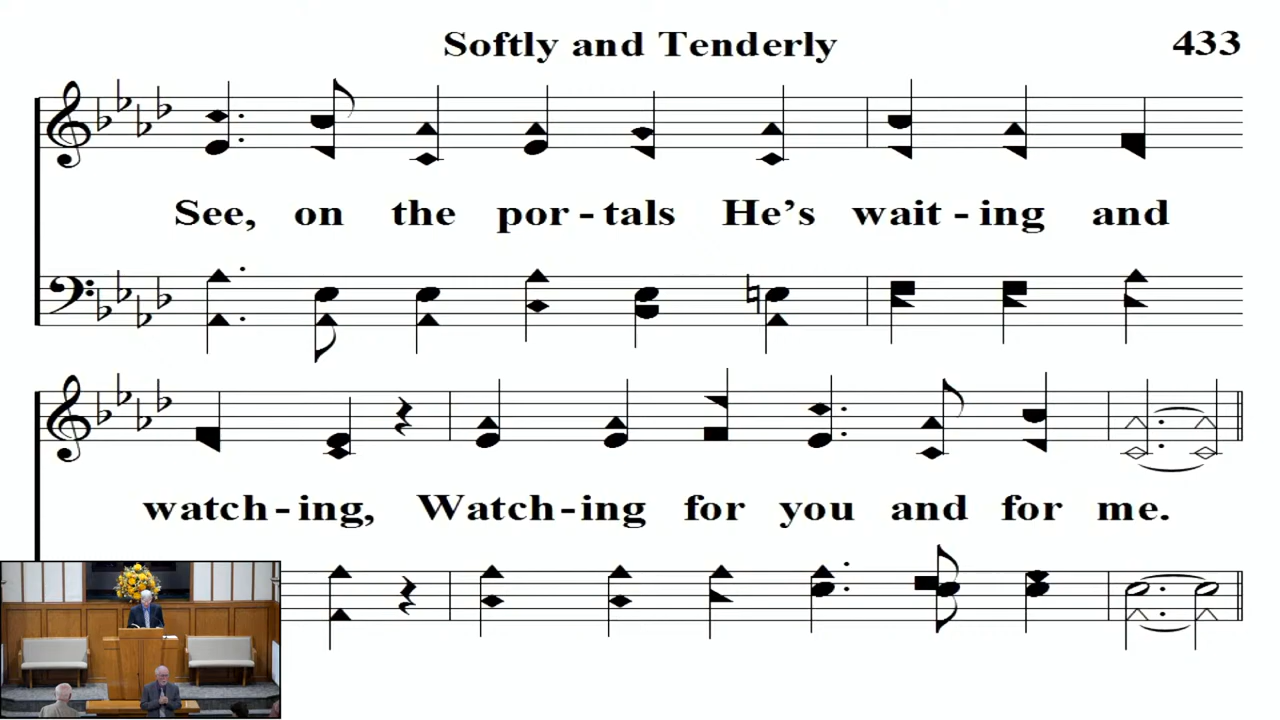 Softly and Tenderly 433
See, on the por - tals He's wait - ing and
watch - ing, Watch - ing for you and for me.